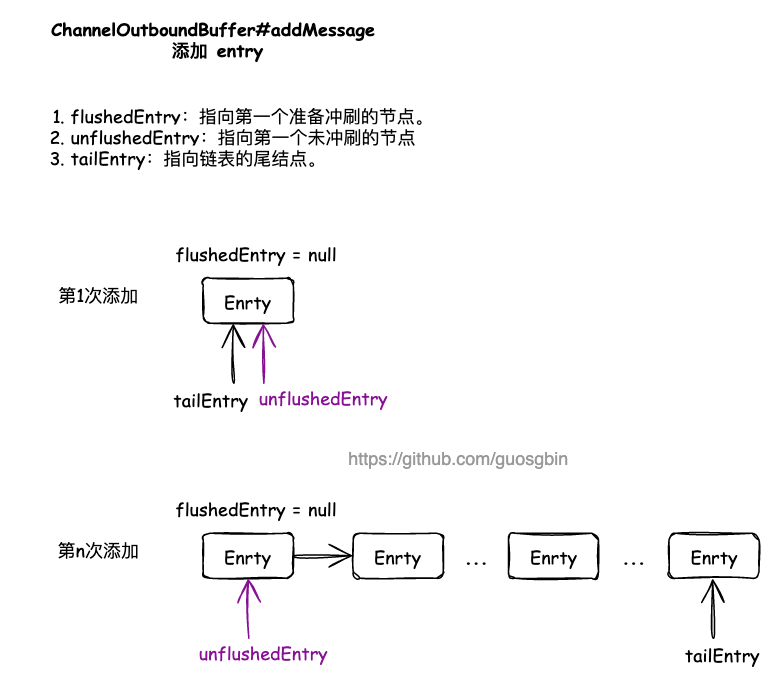 ChannelOutboundBuffer#addMessage
添加 entry
1. flushedEntry：指向第一个准备冲刷的节点。
2. unflushedEntry：指向第一个未冲刷的节点
3. tailEntry：指向链表的尾结点。
flushedEntry = null
第1次添加
Enrty
tailEntry unflushedEntry
https://github.com/guosgbin
flushedEntry = null
第n次添加
Enrty Enrty ... Enrty ... Enrty
unflushedEntry
tailEntry